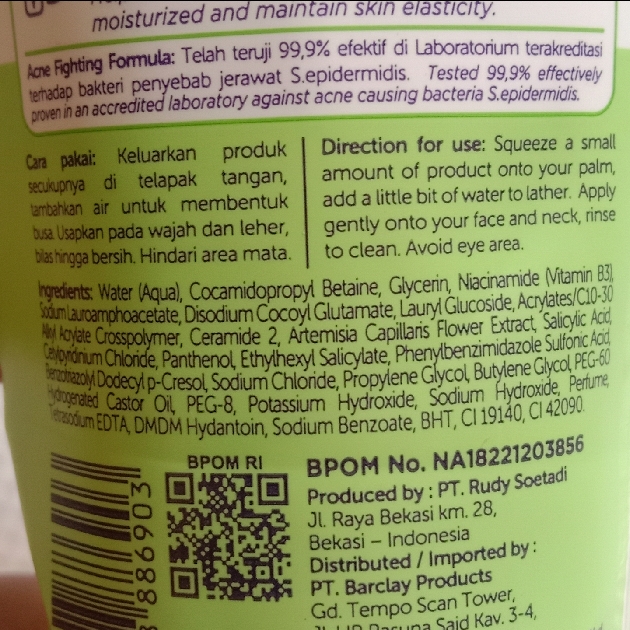 moisturized and maintain skin elasticity.
Acne Fighting Formula: Telah teruji 99,9% efektif di Laboratorium terakreditasi
terhadap bakteri penyebab jerawat S.epidermidis. Tested 99,9% effectively
proven in an accredited laboratory against acne causing bacteria S.epidermidis.
Cara pakai: Keluarkan produk
secukupnya di telapak tangan,
tambahkan air untuk membentuk
busa. Usapkan pada wajah dan leher,
bilas hingga bersih. Hindari area mata.
Direction for use: Squeeze a small
amount of product onto your palm,
add a little bit of water to lather. Apply
gently onto your face and neck, rinse
to clean. Avoid eye area.
Ingredients: Water (Aqua), Cocamidopropyl Betaine, Glycerin, Niacinamide (Vitamin B3),
Sodium Lauroamphoacetate, Disodium Cocoyl Glutamate, Lauryl Glucoside, Acrylates/C10-30
Alkyl Acrylate Crosspolymer, Ceramide 2, Artemisia Capillaris Flower Extract, Salicylic Acid,
Cetylpyridinium Chloride, Panthenol, Ethylhexyl Salicylate, Phenylbenzimidazole Sulfonic Acid,
Benzotriazolyl Dodecyl p-Cresol, Sodium Chloride, Propylene Glycol, Butylene Glycol, PEG-60
Hydrogenated Castor Oil, PEG-8, Potassium Hydroxide, Sodium Hydroxide, Perfume,
Tetrasodium EDTA, DMDM Hydantoin, Sodium Benzoate, BHT, CI 19140, CI 42090.
BPOM RI
8 886903
BPOM No. NA18221203856
Produced by : PT. Rudy Soetadi
Jl. Raya Bekasi km. 28,
Bekasi – Indonesia
Distributed / Imported by :
PT. Barclay Products
Gd. Tempo Scan Tower,
Said Kav. 3-4,